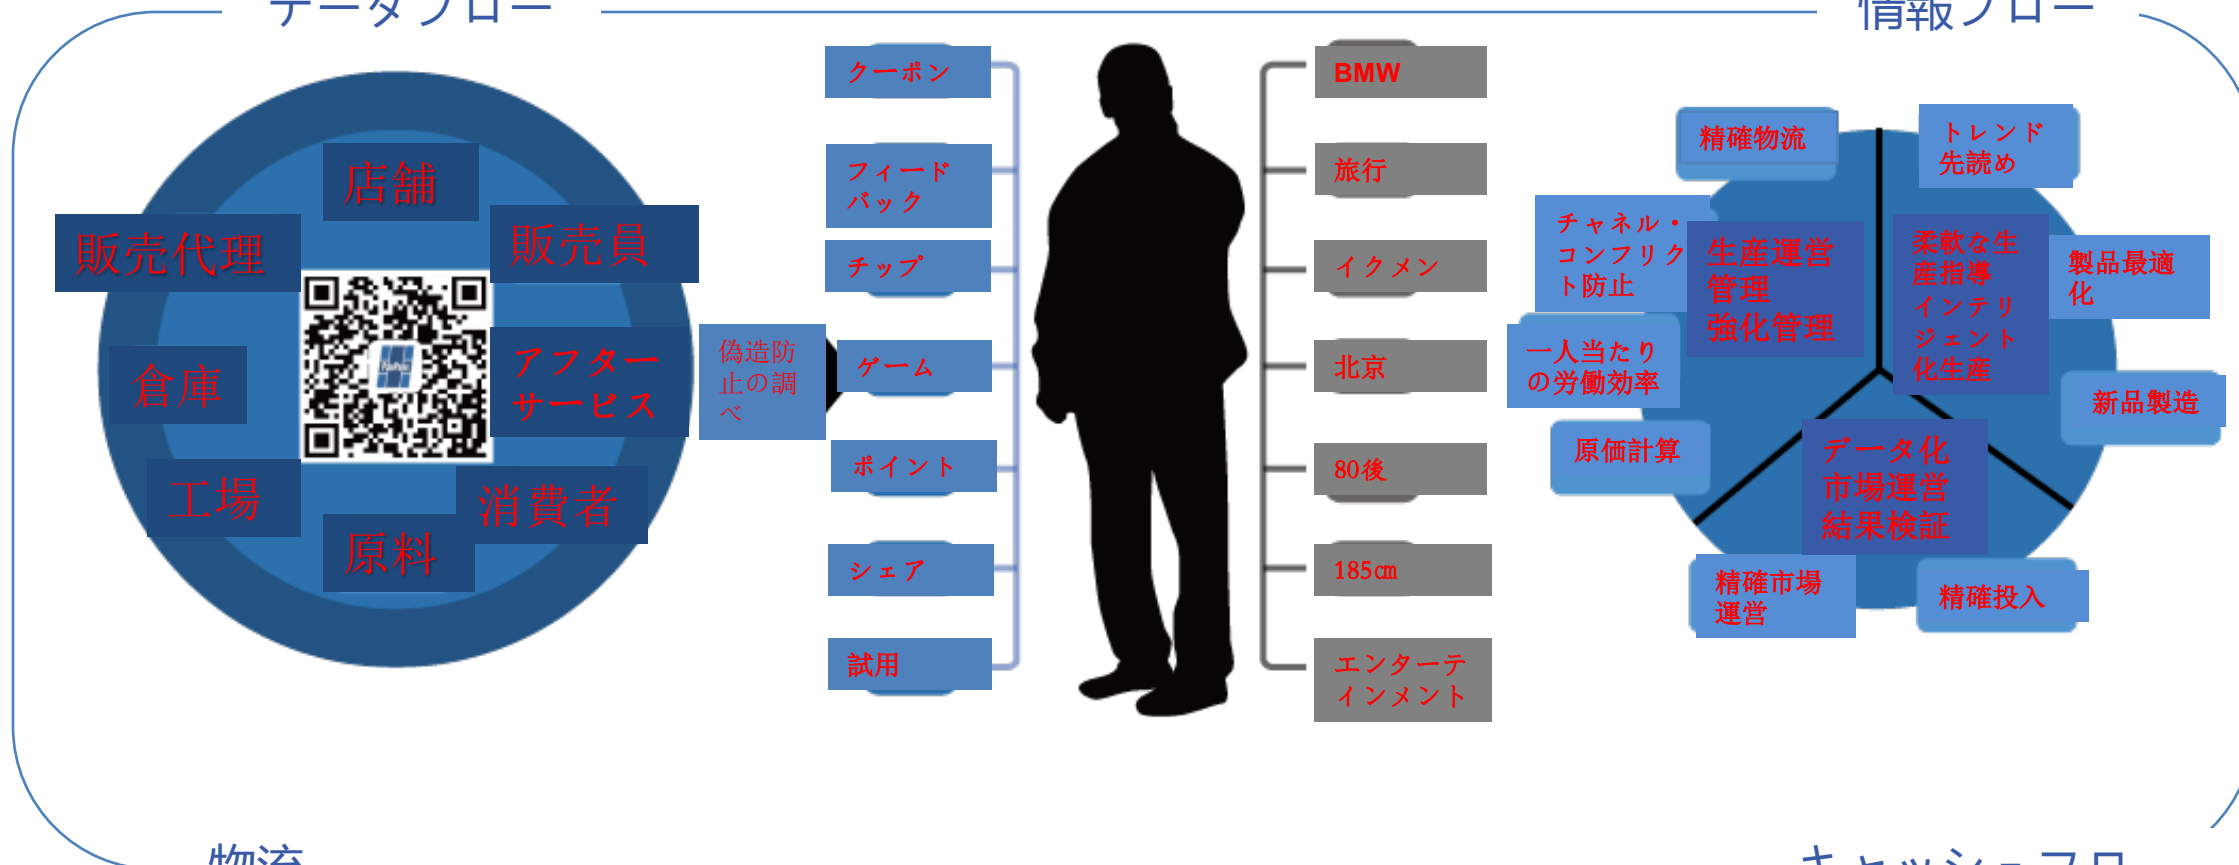 データフロー
情報フロー
店舗
販売代理
販売員
倉庫
アフター
サービス
工場
消費者
原料
偽造防
止の調
べ
クーポン
フィード
バック
チップ
ゲーム
ポイント
シェア
試用
BMW
旅行
イクメン
北京
80後
185㎝
エンターテ
インメント
精確物流
トレンド
先読め
チャネル・
コンフリク
ト防止
生産運営
管理
強化管理
柔軟な生
産指導
インテリ
ジェント
化生産
製品最適
化
一人当たり
の労働効率
新品製造
原価計算
データ化
市場運営
結果検証
精確市場
運営
精確投入
物流
キャッシュフロ